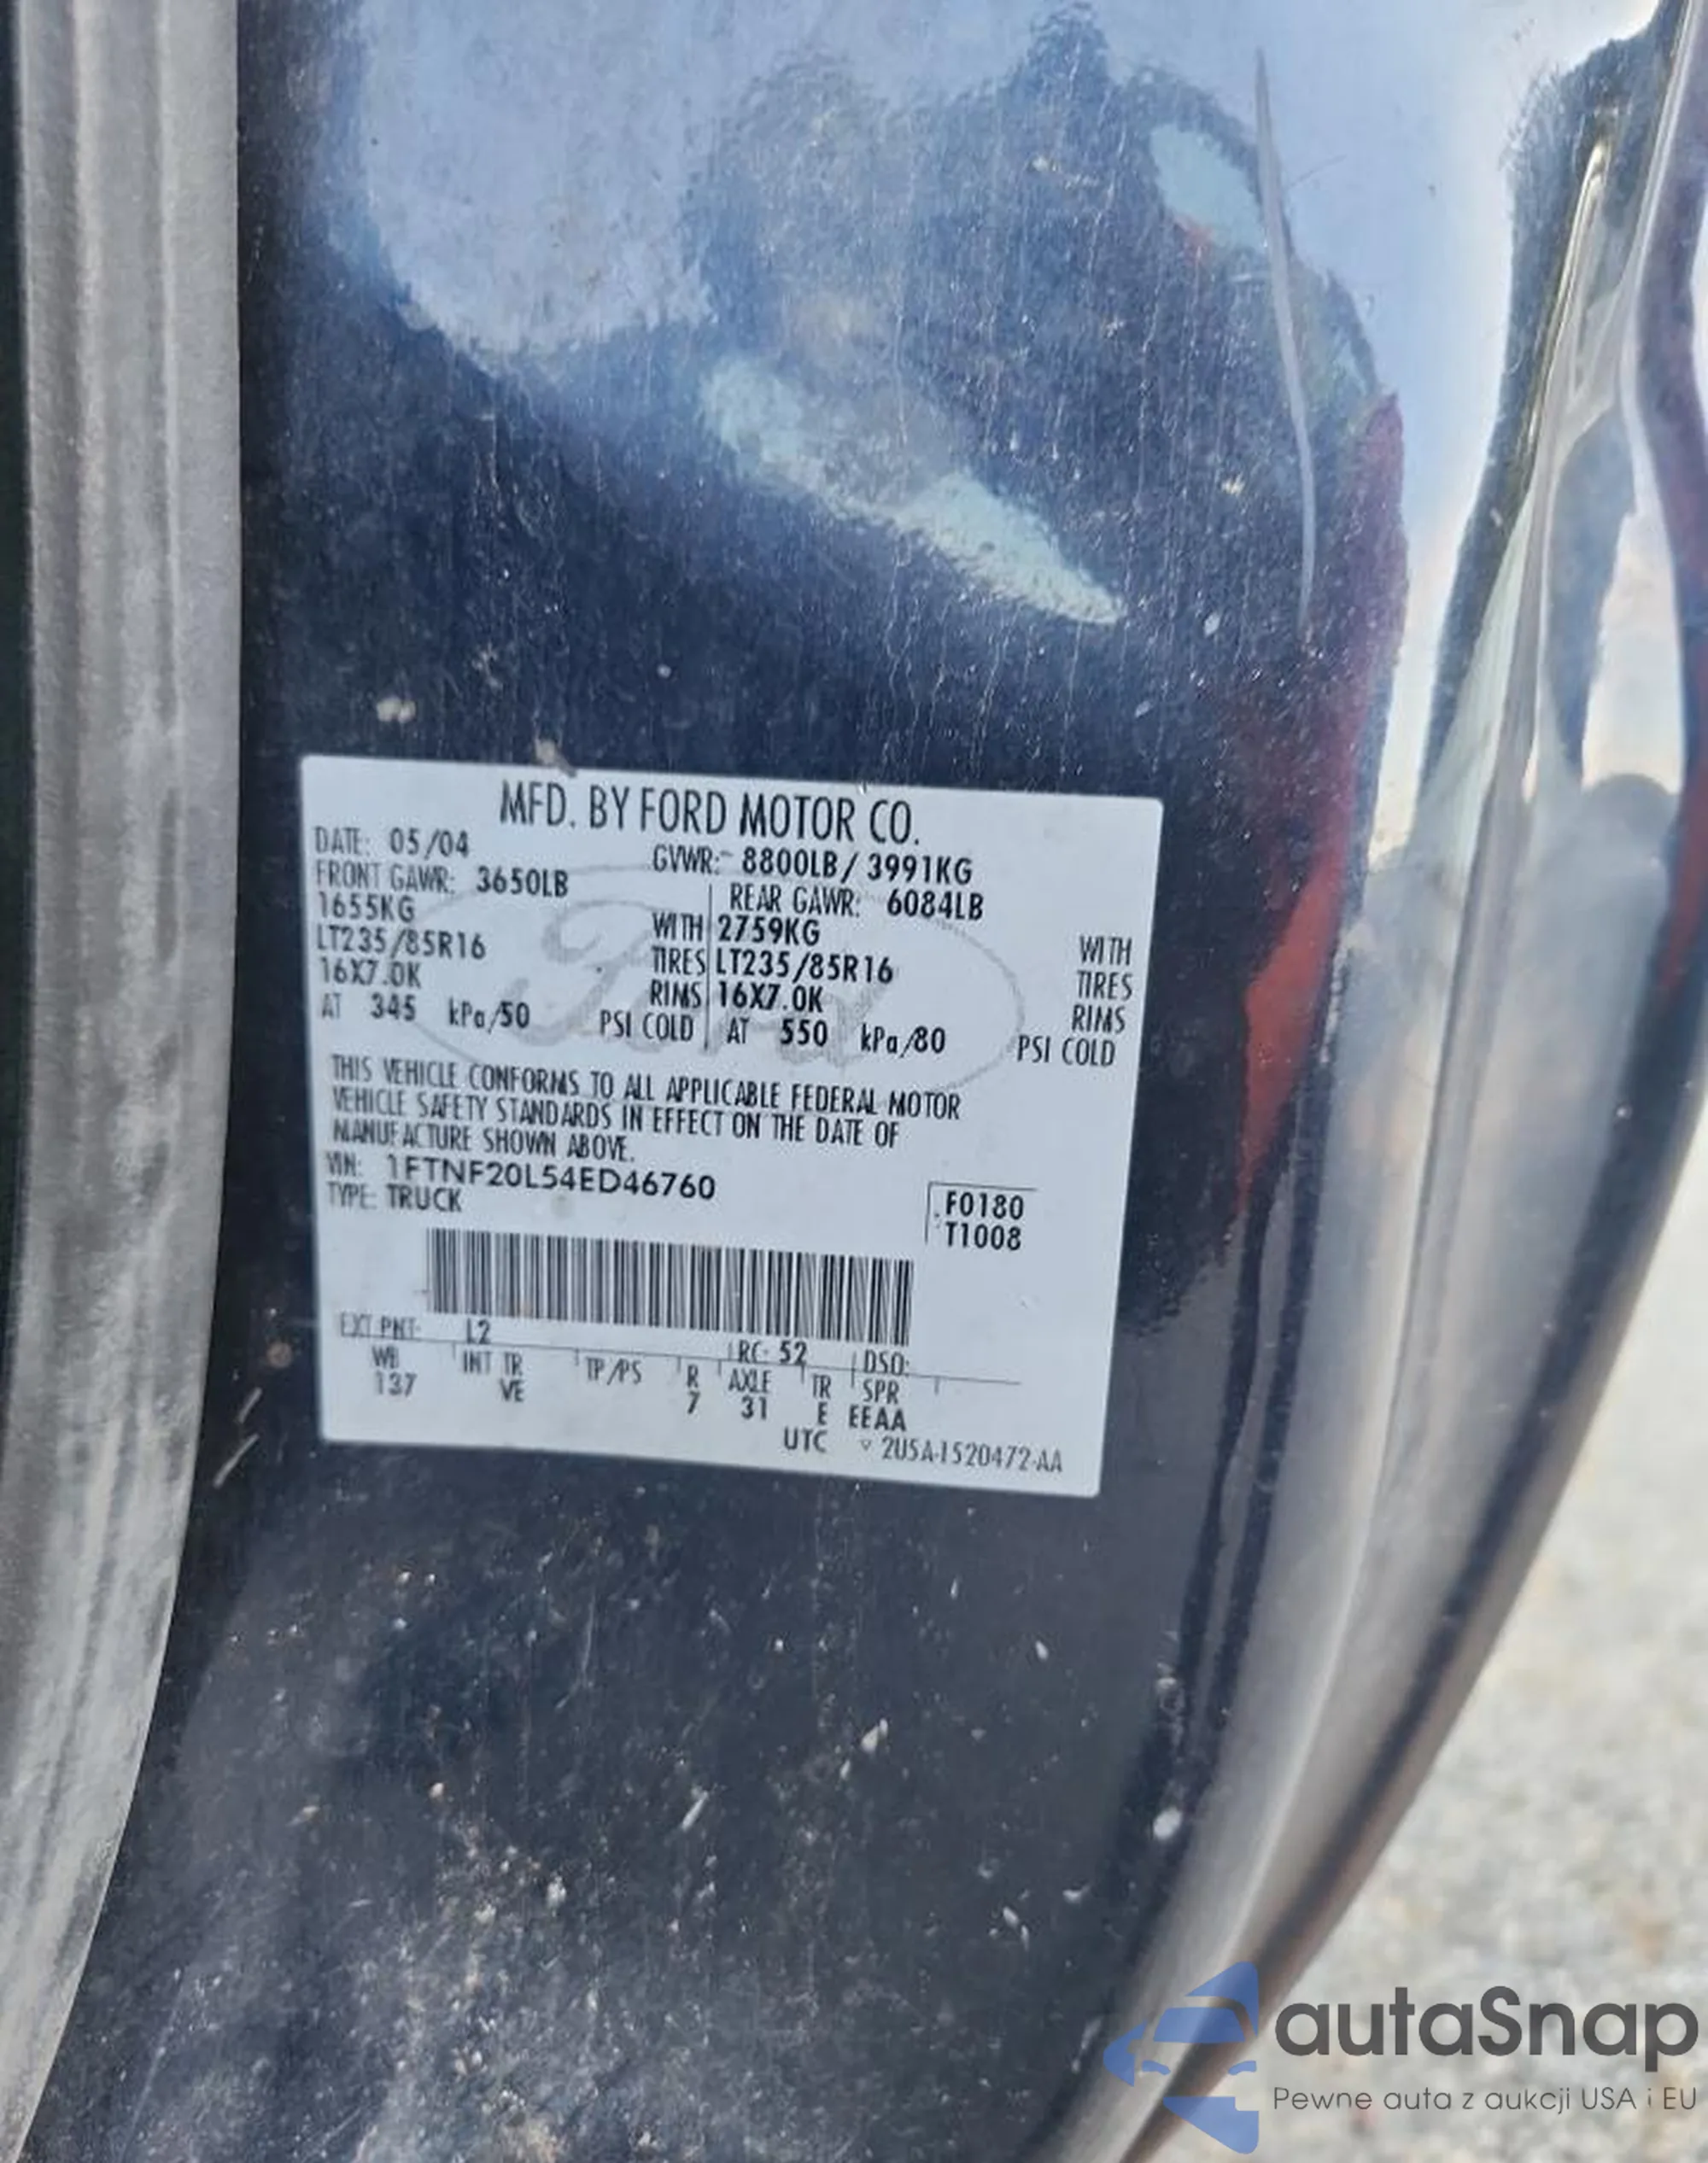 MFD. BY FORD MOTOR CO.
DATE: 05/04 GVWR: 8800LB/ 3991KG
FRONT GAWR: 3650LB REAR GAWR: 6084LB
1655KG WITH 2759KG WITH
LT235/85R16 TIRES LT235/85R16 TIRES
16X7.0K RIMS 16X7.0K RIMS
AT 345 kPa/50 PSI COLD AT 550 kPa/80 PSI COLD
Ford
THIS VEHICLE CONFORMS TO ALL APPLICABLE FEDERAL MOTOR
VEHICLE SAFETY STANDARDS IN EFFECT ON THE DATE OF
MANUFACTURE SHOWN ABOVE.
VIN: 1FTNF20L54ED46760
TYPE: TRUCK
F0180
T1008
EXT PNT: L2 RC: 52 DSO:
WB INT TR TP/PS R AXLE TR SPR
137 VE 7 31 E EEAA
UTC ▽ 2U5A-1520472-AA
autaSnap
Pewne auta z aukcji USA i EU